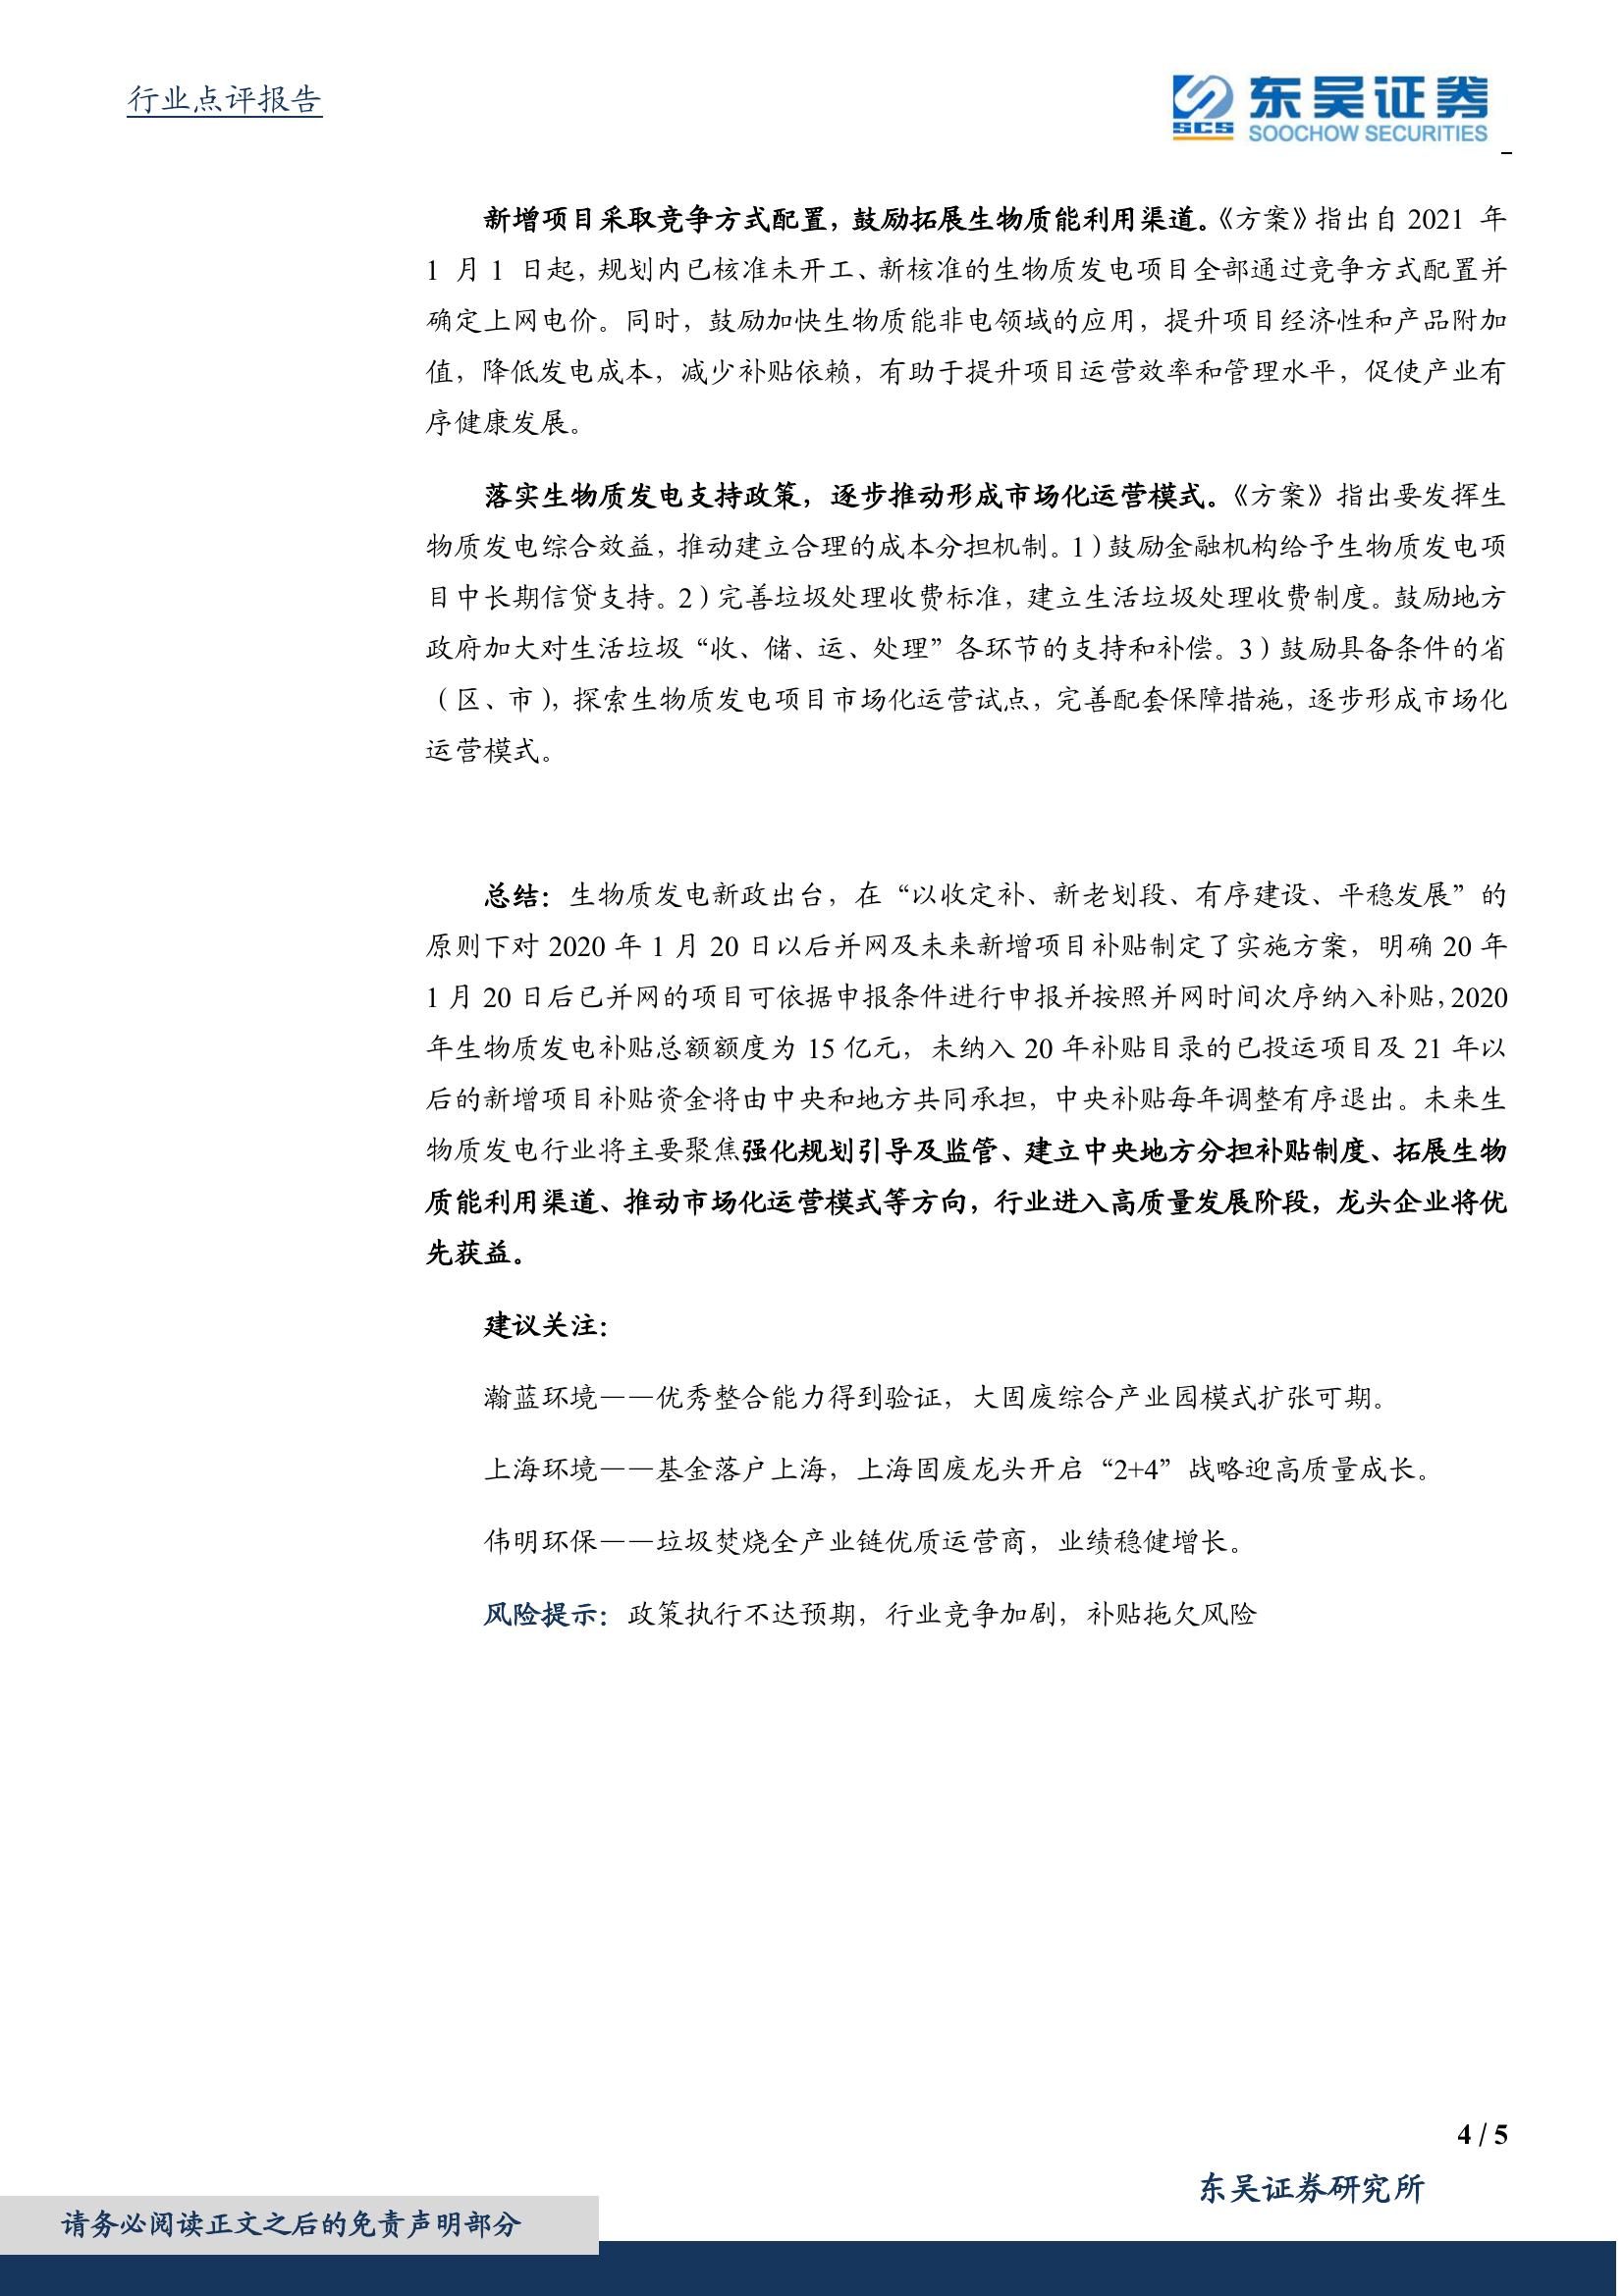 行业点评报告
SCS
东吴证券
SOOCHOW SECURITIES
新增项目采取竞争方式配置，鼓励拓展生物质能利用渠道。《方案》指出自 2021 年
1 月 1 日起，规划内已核准未开工、新核准的生物质发电项目全部通过竞争方式配置并
确定上网电价。同时，鼓励加快生物质能非电领域的应用，提升项目经济性和产品附加
值，降低发电成本，减少补贴依赖，有助于提升项目运营效率和管理水平，促使产业有
序健康发展。
落实生物质发电支持政策，逐步推动形成市场化运营模式。《方案》指出要发挥生
物质发电综合效益，推动建立合理的成本分担机制。1）鼓励金融机构给予生物质发电项
目中长期信贷支持。2）完善垃圾处理收费标准，建立生活垃圾处理收费制度。鼓励地方
政府加大对生活垃圾“收、储、运、处理”各环节的支持和补偿。3）鼓励具备条件的省
（区、市），探索生物质发电项目市场化运营试点，完善配套保障措施，逐步形成市场化
运营模式。
总结：生物质发电新政出台，在“以收定补、新老划段、有序建设、平稳发展”的
原则下对 2020 年 1 月 20 日以后并网及未来新增项目补贴制定了实施方案，明确 20 年
1 月 20 日后已并网的项目可依据申报条件进行申报并按照并网时间次序纳入补贴，2020
年生物质发电补贴总额额度为 15 亿元，未纳入 20 年补贴目录的已投运项目及 21 年以
后的新增项目补贴资金将由中央和地方共同承担，中央补贴每年调整有序退出。未来生
物质发电行业将主要聚焦强化规划引导及监管、建立中央地方分担补贴制度、拓展生物
质能利用渠道、推动市场化运营模式等方向，行业进入高质量发展阶段，龙头企业将优
先获益。
建议关注：
瀚蓝环境——优秀整合能力得到验证，大固废综合产业园模式扩张可期。
上海环境——基金落户上海，上海固废龙头开启“2+4”战略迎高质量成长。
伟明环保——垃圾焚烧全产业链优质运营商，业绩稳健增长。
风险提示：政策执行不达预期，行业竞争加剧，补贴拖欠风险
4 / 5
东吴证券研究所
请务必阅读正文之后的免责声明部分